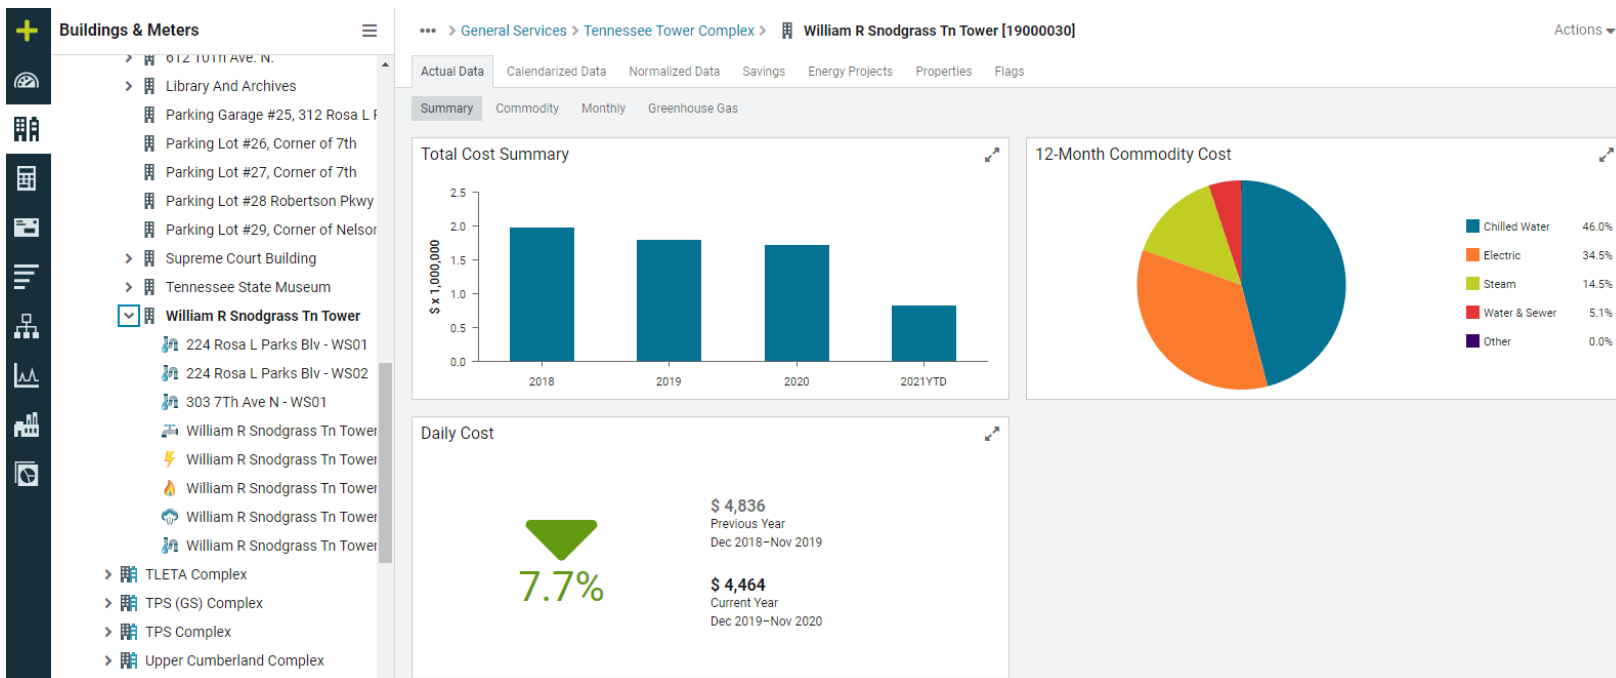 Buildings & Meters
612 10Th Ave. N.
Library And Archives
Parking Garage #25, 312 Rosa L
Parking Lot #26, Corner of 7th
Parking Lot #27, Corner of 7th
Parking Lot #28 Robertson Pkwy
Parking Lot #29, Corner of Nelson
Supreme Court Building
Tennessee State Museum
William R Snodgrass Tn Tower
224 Rosa L Parks Blv - WS01
224 Rosa L Parks Blv - WS02
303 7Th Ave N - WS01
William R Snodgrass Tn Tower
William R Snodgrass Tn Tower
William R Snodgrass Tn Tower
William R Snodgrass Tn Tower
William R Snodgrass Tn Tower
TLETA Complex
TPS (GS) Complex
TPS Complex
Upper Cumberland Complex
••• > General Services > Tennessee Tower Complex > William R Snodgrass Tn Tower [19000030]
Actions
Actual Data Calendarized Data Normalized Data Savings Energy Projects Properties Flags
Summary Commodity Monthly Greenhouse Gas
Total Cost Summary
$ x 1,000,000
2.5
2.0
1.5
1.0
0.5
0.0
2018 2019 2020 2021YTD
12-Month Commodity Cost
Chilled Water 46.0%
Electric 34.5%
Steam 14.5%
Water & Sewer 5.1%
Other 0.0%
Daily Cost
7.7%
$ 4,836
Previous Year
Dec 2018–Nov 2019
$ 4,464
Current Year
Dec 2019–Nov 2020